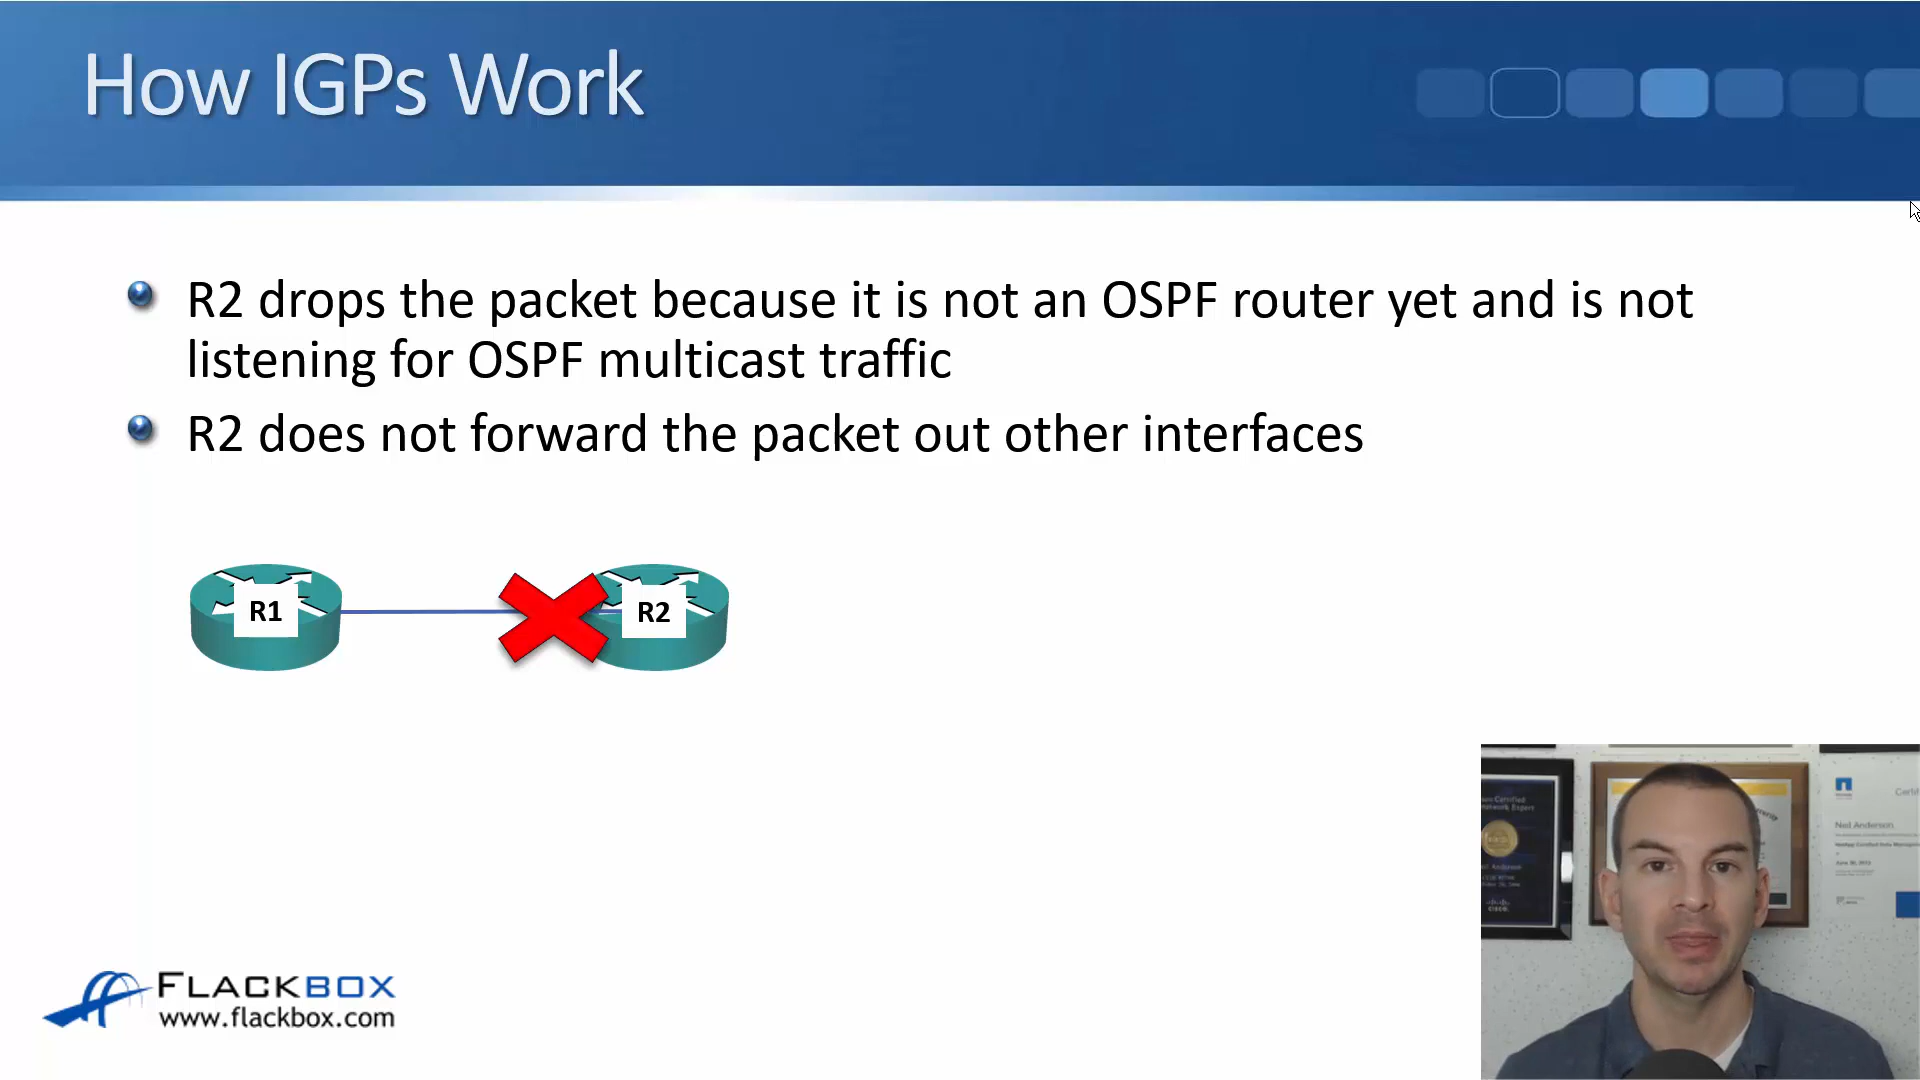 How IGPs Work
R2 drops the packet because it is not an OSPF router yet and is not
listening for OSPF multicast traffic
R2 does not forward the packet out other interfaces
R1
R2
FLACKBOX
www.flackbox.com
Ned Anderson